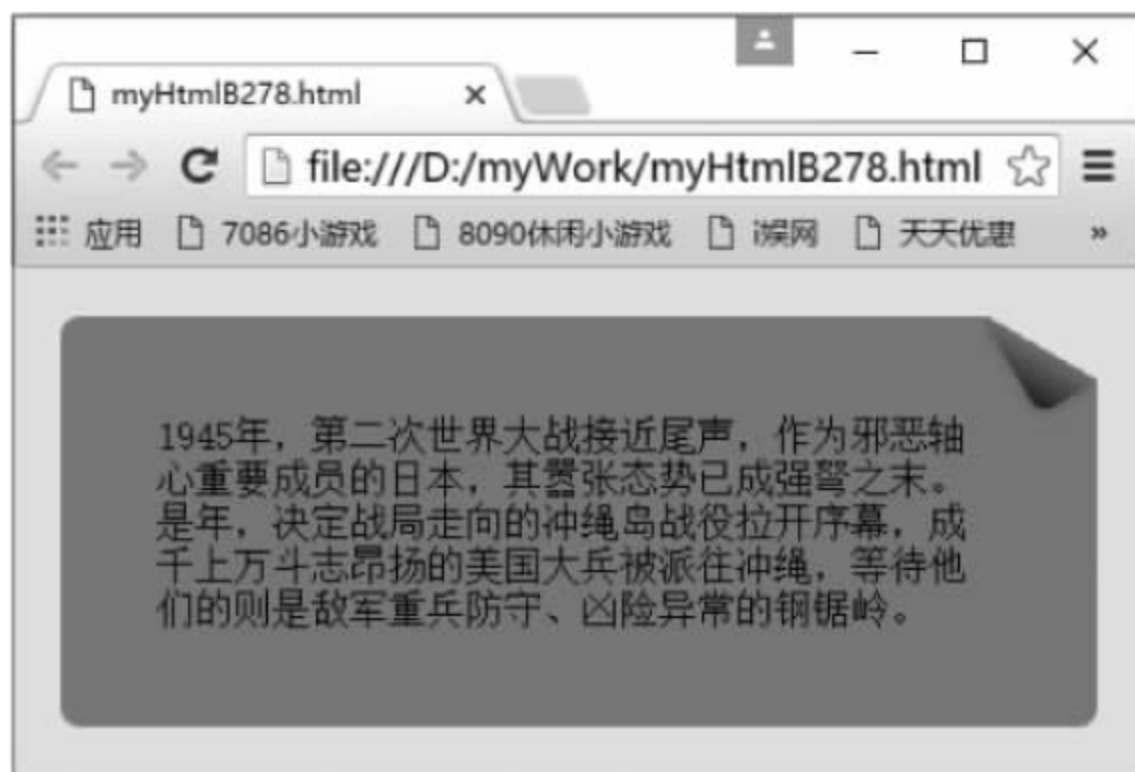 myHtmlB278.html
file:///D:/myWork/myHtmlB278.html
应用 7086小游戏 8090休闲小游戏 i娱网 天天优惠 »
1945年，第二次世界大战接近尾声，作为邪恶轴
心重要成员的日本，其嚣张态势已成强弩之末。
是年，决定战局走向的冲绳岛战役拉开序幕，成
千上万斗志昂扬的美国大兵被派往冲绳，等待他
们的则是敌军重兵防守、凶险异常的钢锯岭。